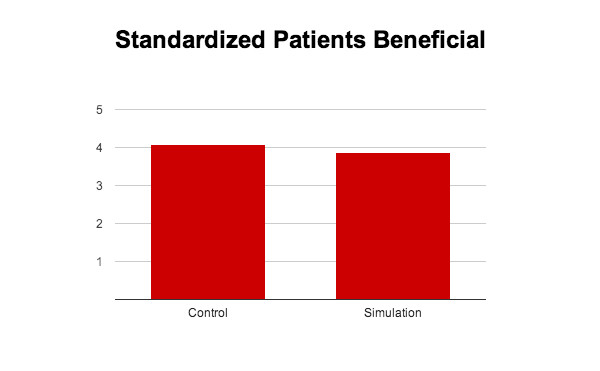 Standardized Patients Beneficial
5
4
3
2
1
Control Simulation